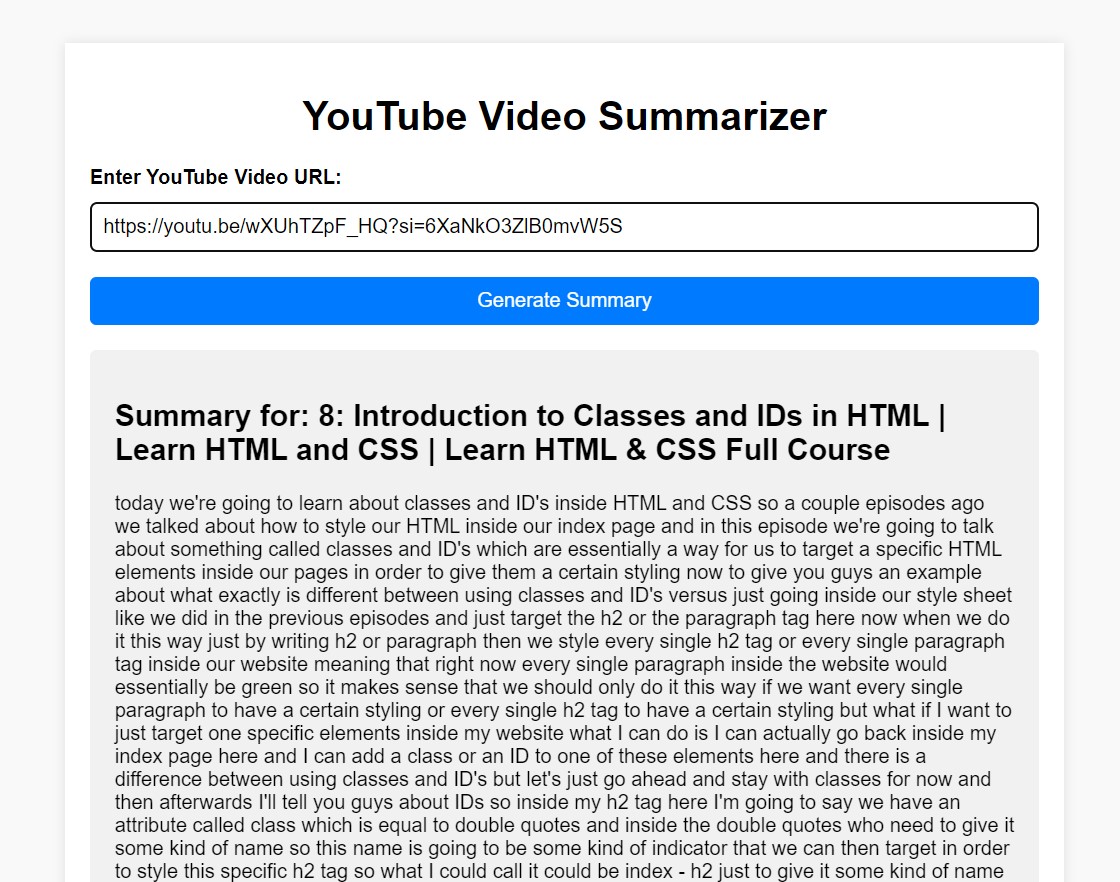 YouTube Video Summarizer
Enter YouTube Video URL:
https://youtu.be/wXUhTZpF_HQ?si=6XaNkO3ZlB0mvW5S
Generate Summary
Summary for: 8: Introduction to Classes and IDs in HTML |
Learn HTML and CSS | Learn HTML & CSS Full Course
today we're going to learn about classes and ID's inside HTML and CSS so a couple episodes ago
we talked about how to style our HTML inside our index page and in this episode we're going to talk
about something called classes and ID's which are essentially a way for us to target a specific HTML
elements inside our pages in order to give them a certain styling now to give you guys an example
about what exactly is different between using classes and ID's versus just going inside our style sheet
like we did in the previous episodes and just target the h2 or the paragraph tag here now when we do
it this way just by writing h2 or paragraph then we style every single h2 tag or every single paragraph
tag inside our website meaning that right now every single paragraph inside the website would
essentially be green so it makes sense that we should only do it this way if we want every single
paragraph to have a certain styling or every single h2 tag to have a certain styling but what if I want to
just target one specific elements inside my website what I can do is I can actually go back inside my
index page here and I can add a class or an ID to one of these elements here and there is a
difference between using classes and ID's but let's just go ahead and stay with classes for now and
then afterwards I'll tell you guys about IDs so inside my h2 tag here I'm going to say we have an
attribute called class which is equal to double quotes and inside the double quotes who need to give it
some kind of name so this name is going to be some kind of indicator that we can then target in order
to style this specific h2 tag so what I could call it could be index - h2 just to give it some kind of name